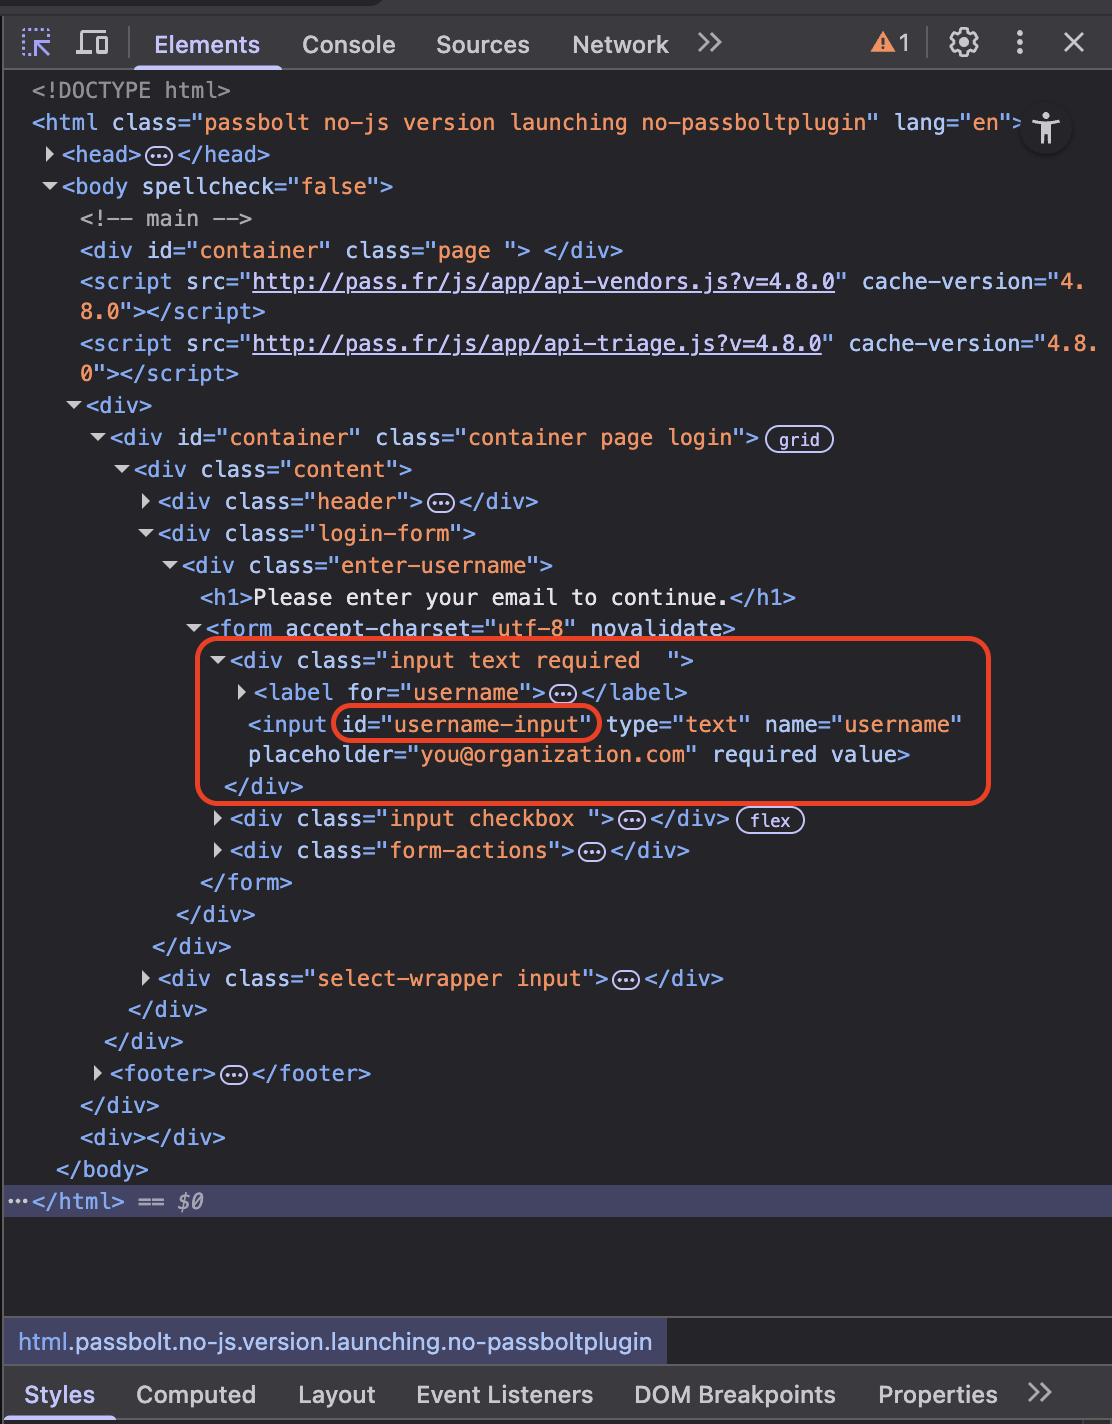 Elements Console Sources Network 1
<!DOCTYPE html>
<html class="passbolt no-js version launching no-passboltplugin" lang="en">
<head>…</head>
<body spellcheck="false">
<!-- main -->
<div id="container" class="page "> </div>
<script src="http://pass.fr/js/app/api-vendors.js?v=4.8.0" cache-version="4.
8.0"></script>
<script src="http://pass.fr/js/app/api-triage.js?v=4.8.0" cache-version="4.8.
0"></script>
<div>
<div id="container" class="container page login"> grid
<div class="content">
<div class="header">…</div>
<div class="login-form">
<div class="enter-username">
<h1>Please enter your email to continue.</h1>
<form accept-charset="utf-8" novalidate>
<div class="input text required  ">
<label for="username">…</label>
<input id="username-input" type="text" name="username"
placeholder="you@organization.com" required value>
</div>
<div class="input checkbox ">…</div> flex
<div class="form-actions">…</div>
</form>
</div>
</div>
<div class="select-wrapper input">…</div>
</div>
</div>
<footer>…</footer>
</div>
<div></div>
</body>
…</html> == $0
html.passbolt.no-js.version.launching.no-passboltplugin
Styles Computed Layout Event Listeners DOM Breakpoints Properties